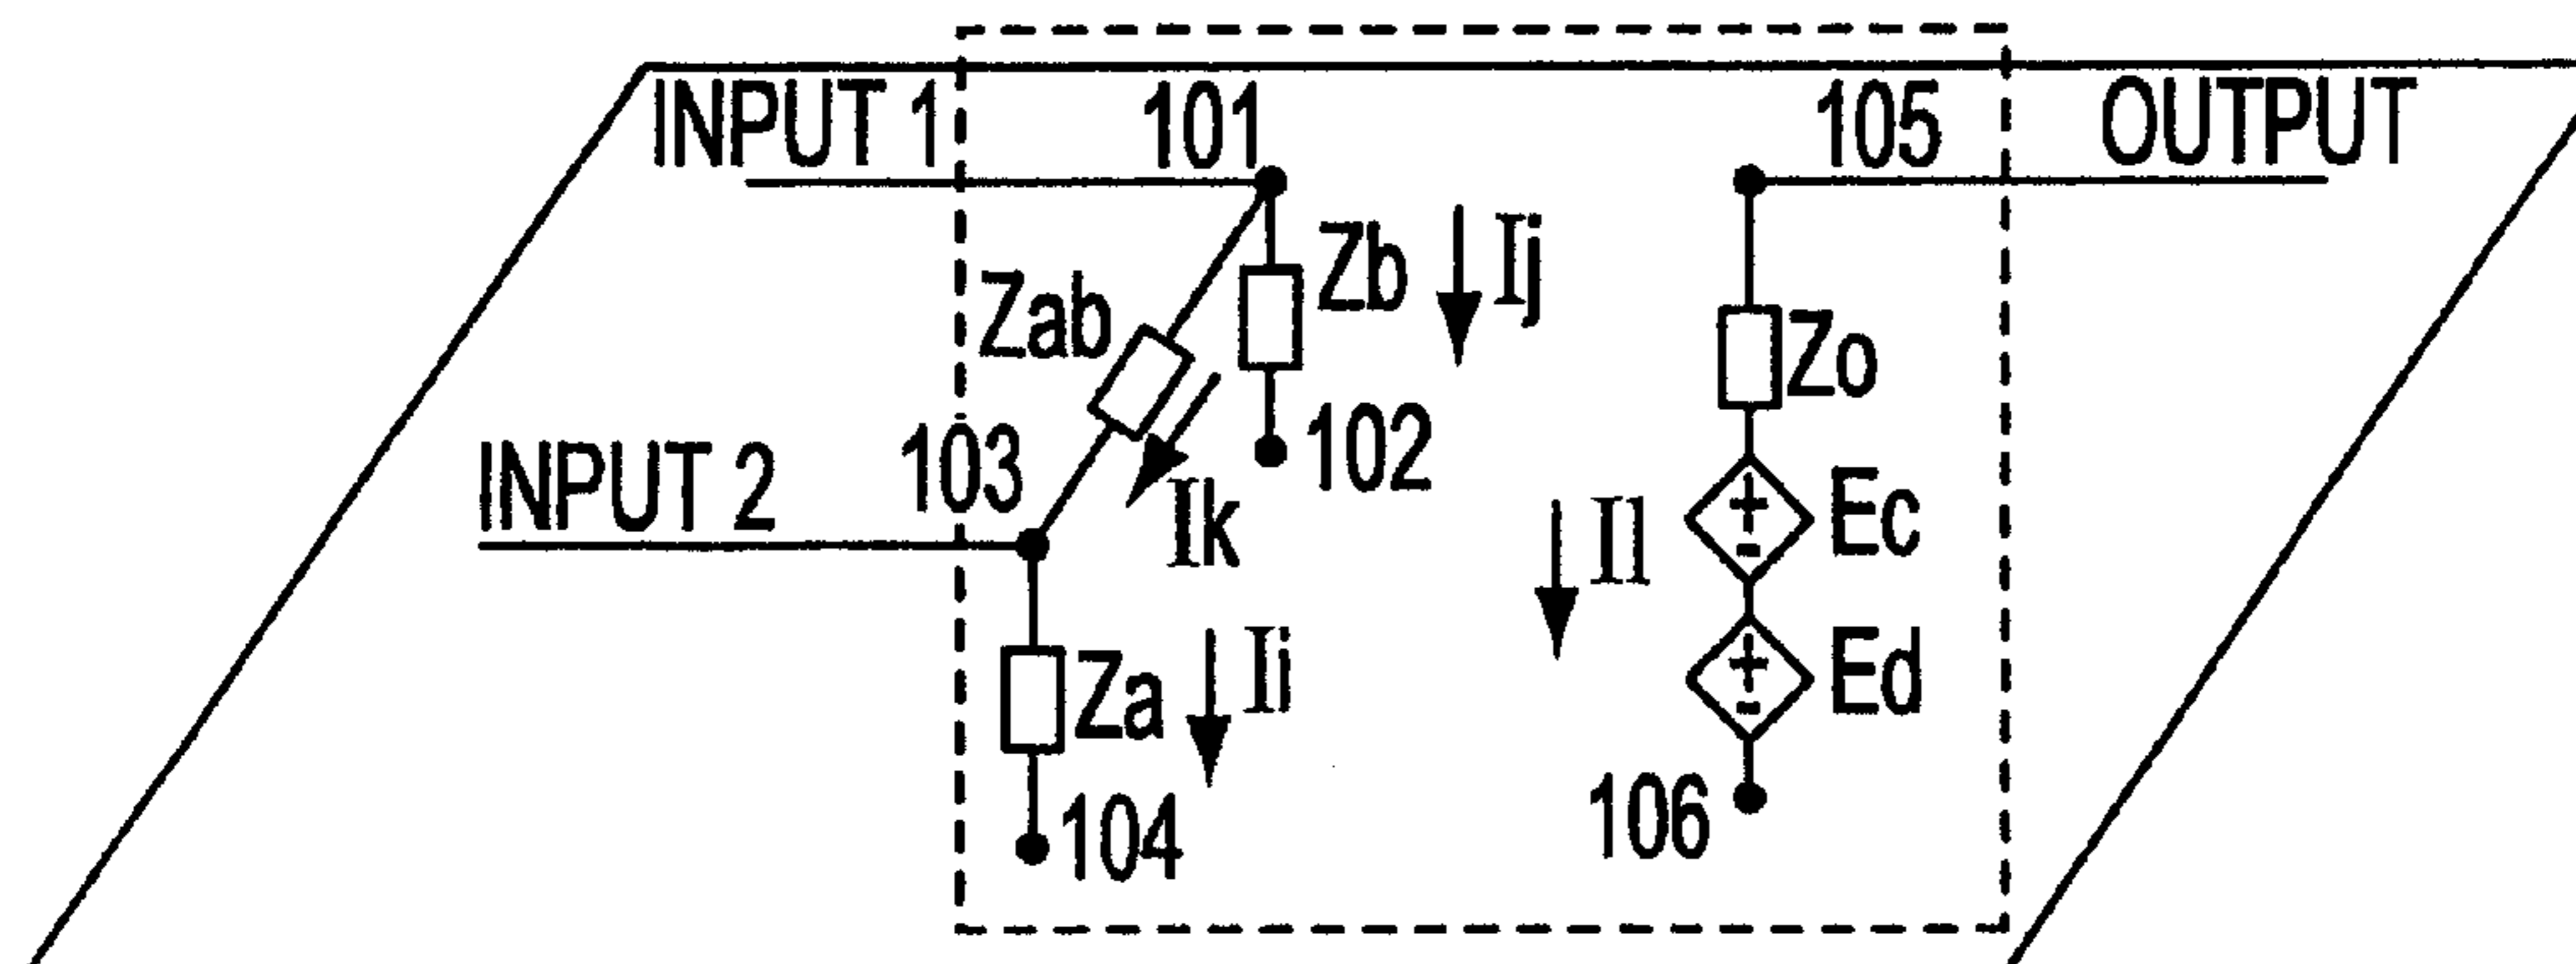 INPUT 1
101
105
OUTPUT
Zab
Zb
Ij
Zo
INPUT 2
103
102
Ik
Il
+
-
Ec
Za
Ii
+
-
Ed
104
106